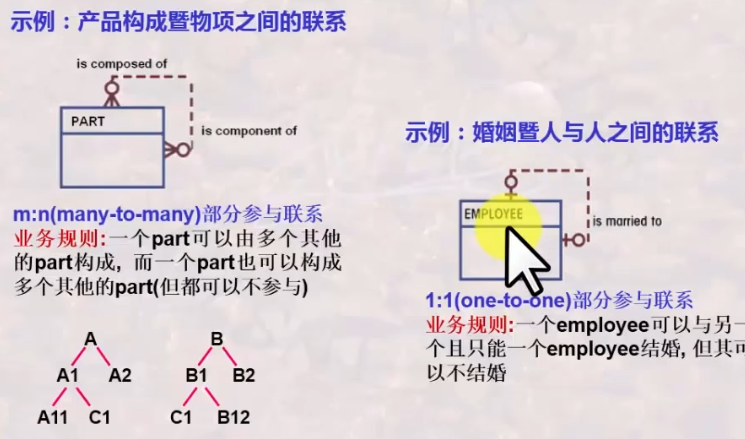 示例：产品构成暨物项之间的联系
is composed of
PART
is component of
m:n(many-to-many)部分参与联系
业务规则:一个part可以由多个其他
的part构成, 而一个part也可以构成
多个其他的part(但都可以不参与)
A
A1 A2
A11 C1
B
B1 B2
C1 B12
示例：婚姻暨人与人之间的联系
EMPLOYEE
is married to
1:1(one-to-one)部分参与联系
业务规则:一个employee可以与另一
个且只能一个employee结婚, 但其可
以不结婚